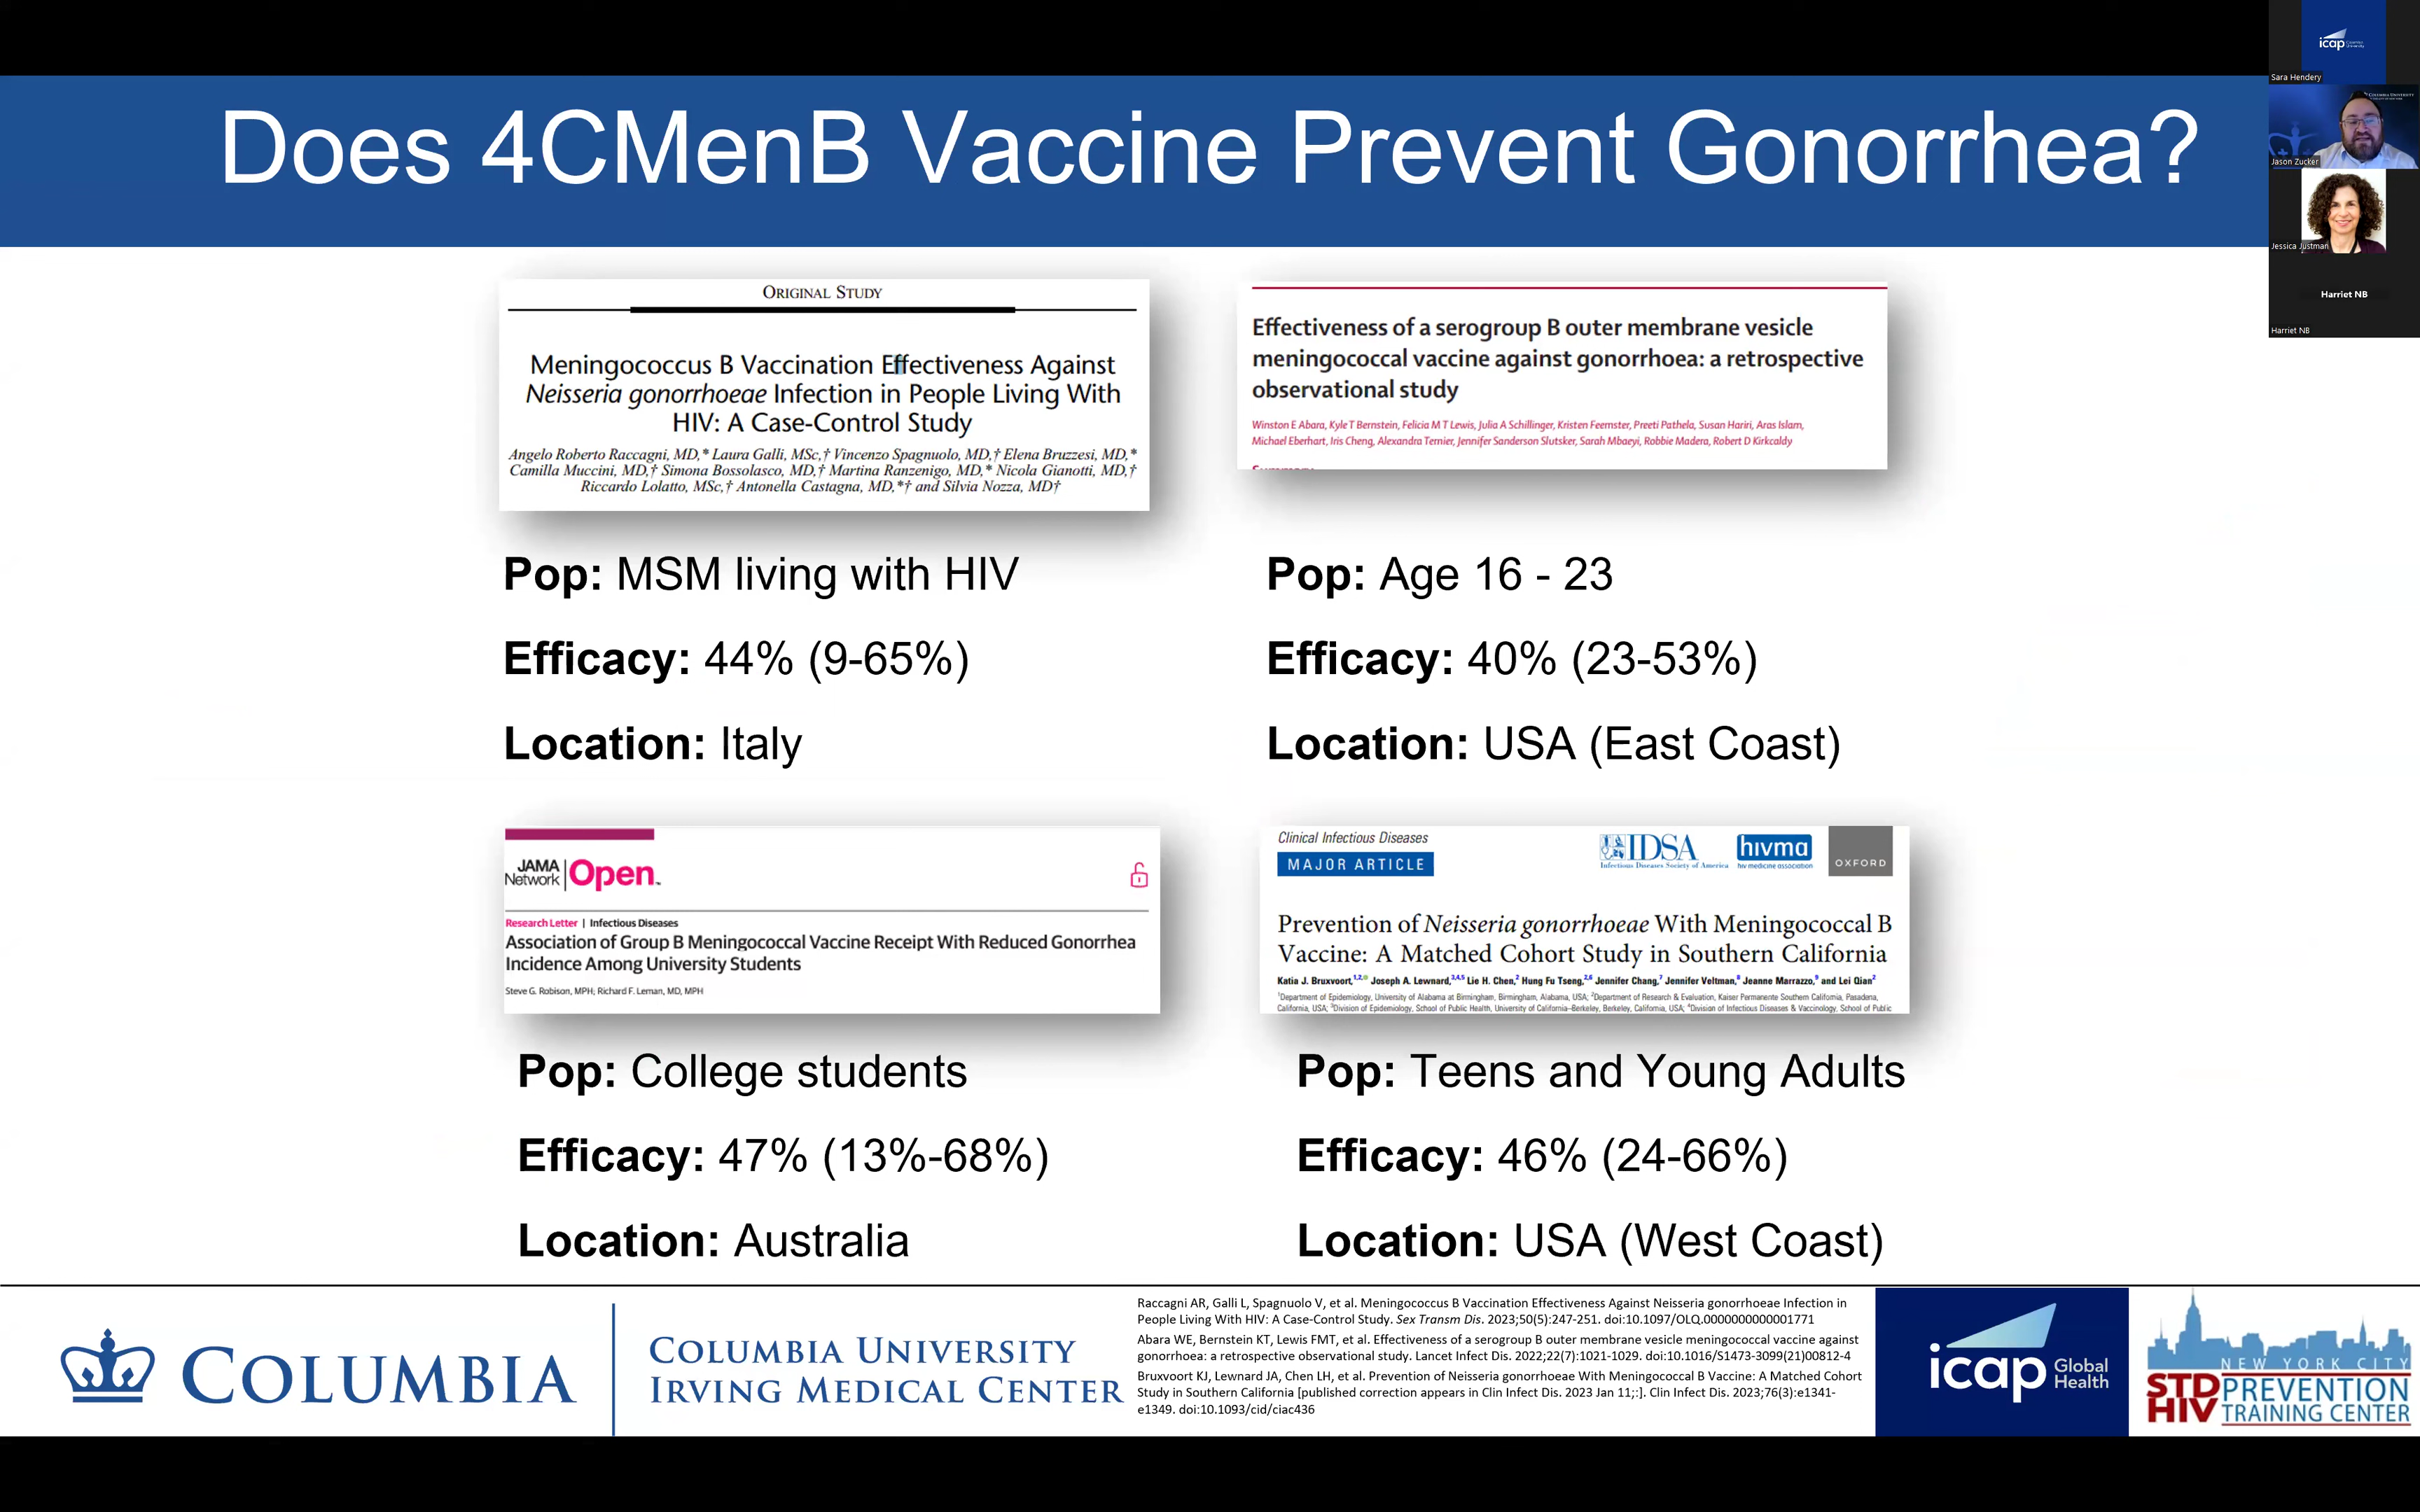 Does 4CMenB Vaccine Prevent Gonorrhea?
icap
Sara Hendery
Jason Zucker
Jessica Justman
Harriet NB
Harriet NB
ORIGINAL STUDY
Meningococcus B Vaccination Effectiveness Against
Neisseria gonorrhoeae Infection in People Living With
HIV: A Case-Control Study
Angelo Roberto Raccagni, MD,* Laura Galli, MSc,† Vincenzo Spagnuolo, MD,† Elena Bruzzesi, MD,*
Camilla Muccini, MD,† Simona Bossolasco, MD,† Martina Ranzenigo, MD,* Nicola Gianotti, MD,†
Riccardo Lolatto, MSc,† Antonella Castagna, MD,*† and Silvia Nozza, MD†
Pop: MSM living with HIV
Efficacy: 44% (9-65%)
Location: Italy
Effectiveness of a serogroup B outer membrane vesicle
meningococcal vaccine against gonorrhoea: a retrospective
observational study
Winston E Abara, Kyle T Bernstein, Felicia M T Lewis, Julia A Schillinger, Kristen Feemster, Preeti Pathela, Susan Hariri, Aras Islam,
Michael Eberhart, Iris Cheng, Alexandra Ternier, Jennifer Sanderson Slutsker, Sarah Mbaeyi, Robbie Madera, Robert D Kirkcaldy
Pop: Age 16 - 23
Efficacy: 40% (23-53%)
Location: USA (East Coast)
JAMA
Network
Open™
Research Letter | Infectious Diseases
Association of Group B Meningococcal Vaccine Receipt With Reduced Gonorrhea
Incidence Among University Students
Steve G. Robison, MPH; Richard F. Leman, MD, MPH
Pop: College students
Efficacy: 47% (13%-68%)
Location: Australia
Clinical Infectious Diseases
MAJOR ARTICLE
IDSA
Infectious Diseases Society of America
hivma
hiv medicine association
OXFORD
Prevention of Neisseria gonorrhoeae With Meningococcal B
Vaccine: A Matched Cohort Study in Southern California
Katia J. Bruxvoort,1,2 Joseph A. Lewnard,3,4,5 Lie H. Chen,2 Hung Fu Tseng,2,6 Jennifer Chang,7 Jennifer Veltman,8 Jeanne Marrazzo,9 and Lei Qian2
1Department of Epidemiology, University of Alabama at Birmingham, Birmingham, Alabama, USA; 2Department of Research & Evaluation, Kaiser Permanente Southern California, Pasadena,
California, USA; 3Division of Epidemiology, School of Public Health, University of California–Berkeley, Berkeley, California, USA; 4Division of Infectious Diseases & Vaccinology, School of Public
Pop: Teens and Young Adults
Efficacy: 46% (24-66%)
Location: USA (West Coast)
COLUMBIA
COLUMBIA UNIVERSITY
IRVING MEDICAL CENTER
Raccagni AR, Galli L, Spagnuolo V, et al. Meningococcus B Vaccination Effectiveness Against Neisseria gonorrhoeae Infection in
People Living With HIV: A Case-Control Study. Sex Transm Dis. 2023;50(5):247-251. doi:10.1097/OLQ.0000000000001771
Abara WE, Bernstein KT, Lewis FMT, et al. Effectiveness of a serogroup B outer membrane vesicle meningococcal vaccine against
gonorrhoea: a retrospective observational study. Lancet Infect Dis. 2022;22(7):1021-1029. doi:10.1016/S1473-3099(21)00812-4
Bruxvoort KJ, Lewnard JA, Chen LH, et al. Prevention of Neisseria gonorrhoeae With Meningococcal B Vaccine: A Matched Cohort
Study in Southern California [published correction appears in Clin Infect Dis. 2023 Jan 11;:]. Clin Infect Dis. 2023;76(3):e1341-
e1349. doi:10.1093/cid/ciac436
icap Global
Health
NEW YORK CITY
STD PREVENTION
HIV TRAINING CENTER